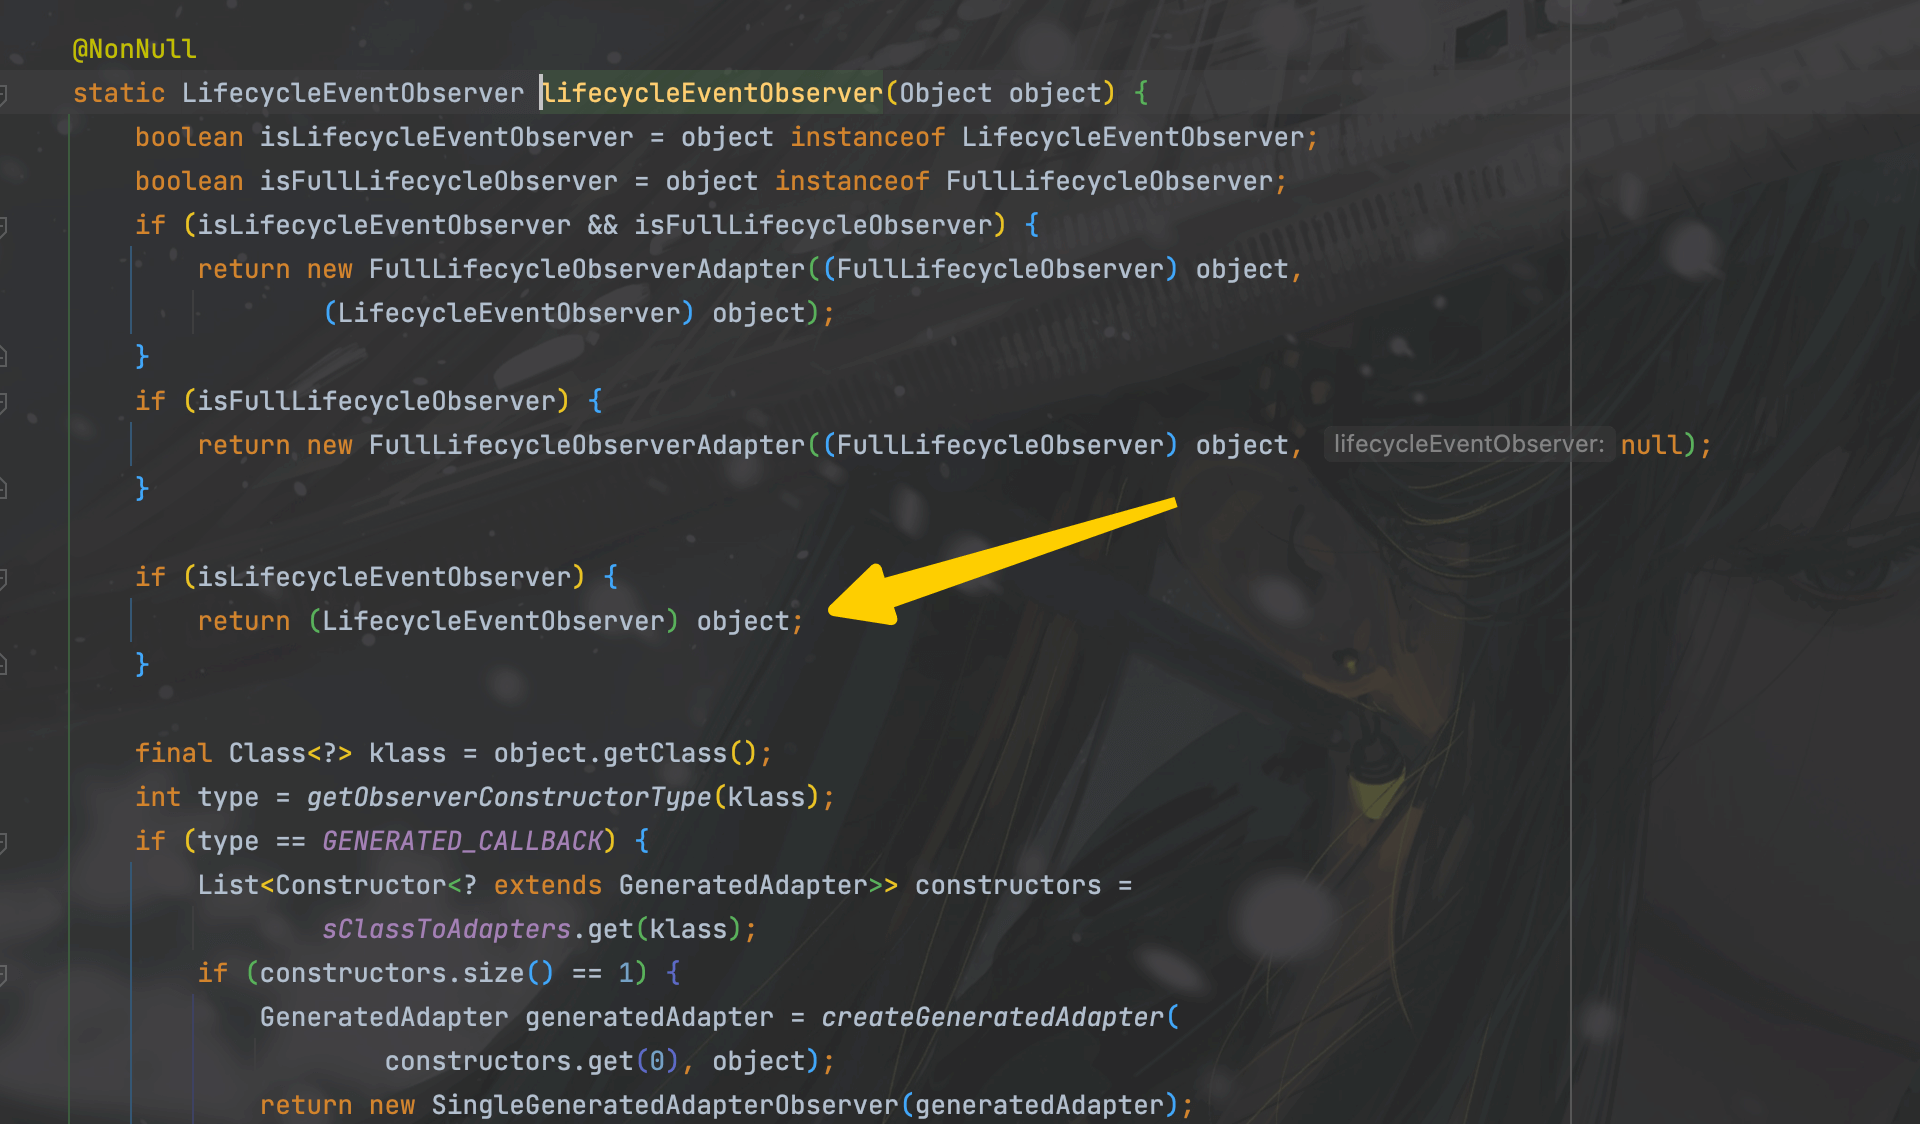 @NonNull
static LifecycleEventObserver lifecycleEventObserver(Object object) {
boolean isLifecycleEventObserver = object instanceof LifecycleEventObserver;
boolean isFullLifecycleObserver = object instanceof FullLifecycleObserver;
if (isLifecycleEventObserver && isFullLifecycleObserver) {
return new FullLifecycleObserverAdapter((FullLifecycleObserver) object,
(LifecycleEventObserver) object);
}
if (isFullLifecycleObserver) {
return new FullLifecycleObserverAdapter((FullLifecycleObserver) object, lifecycleEventObserver: null);
}
if (isLifecycleEventObserver) {
return (LifecycleEventObserver) object;
}
final Class<?> klass = object.getClass();
int type = getObserverConstructorType(klass);
if (type == GENERATED_CALLBACK) {
List<Constructor<? extends GeneratedAdapter>> constructors =
sClassToAdapters.get(klass);
if (constructors.size() == 1) {
GeneratedAdapter generatedAdapter = createGeneratedAdapter(
constructors.get(0), object);
return new SingleGeneratedAdapterObserver(generatedAdapter);